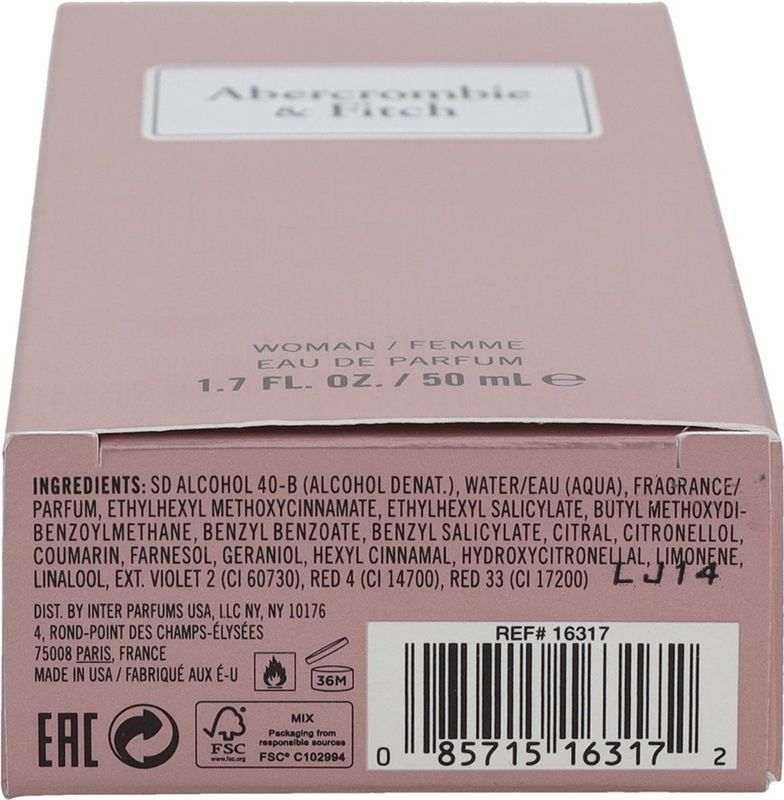 Abercrombie
& Fitch
WOMAN / FEMME
EAU DE PARFUM
1.7 FL. OZ. / 50 mL ℮
INGREDIENTS: SD ALCOHOL 40-B (ALCOHOL DENAT.), WATER/EAU (AQUA), FRAGRANCE/
PARFUM, ETHYLHEXYL METHOXYCINNAMATE, ETHYLHEXYL SALICYLATE, BUTYL METHOXYDI-
BENZOYLMETHANE, BENZYL BENZOATE, BENZYL SALICYLATE, CITRAL, CITRONELLOL,
COUMARIN, FARNESOL, GERANIOL, HEXYL CINNAMAL, HYDROXYCITRONELLAL, LIMONENE,
LINALOOL, EXT. VIOLET 2 (CI 60730), RED 4 (CI 14700), RED 33 (CI 17200)
LJ14
DIST. BY INTER PARFUMS USA, LLC NY, NY 10176
4, ROND-POINT DES CHAMPS-ÉLYSÉES
75008 PARIS, FRANCE
MADE IN USA / FABRIQUÉ AUX É-U
36M
EAC
FSC
www.fsc.org
MIX
Packaging from
responsible sources
FSC® C102994
REF# 16317
0 85715 16317 2